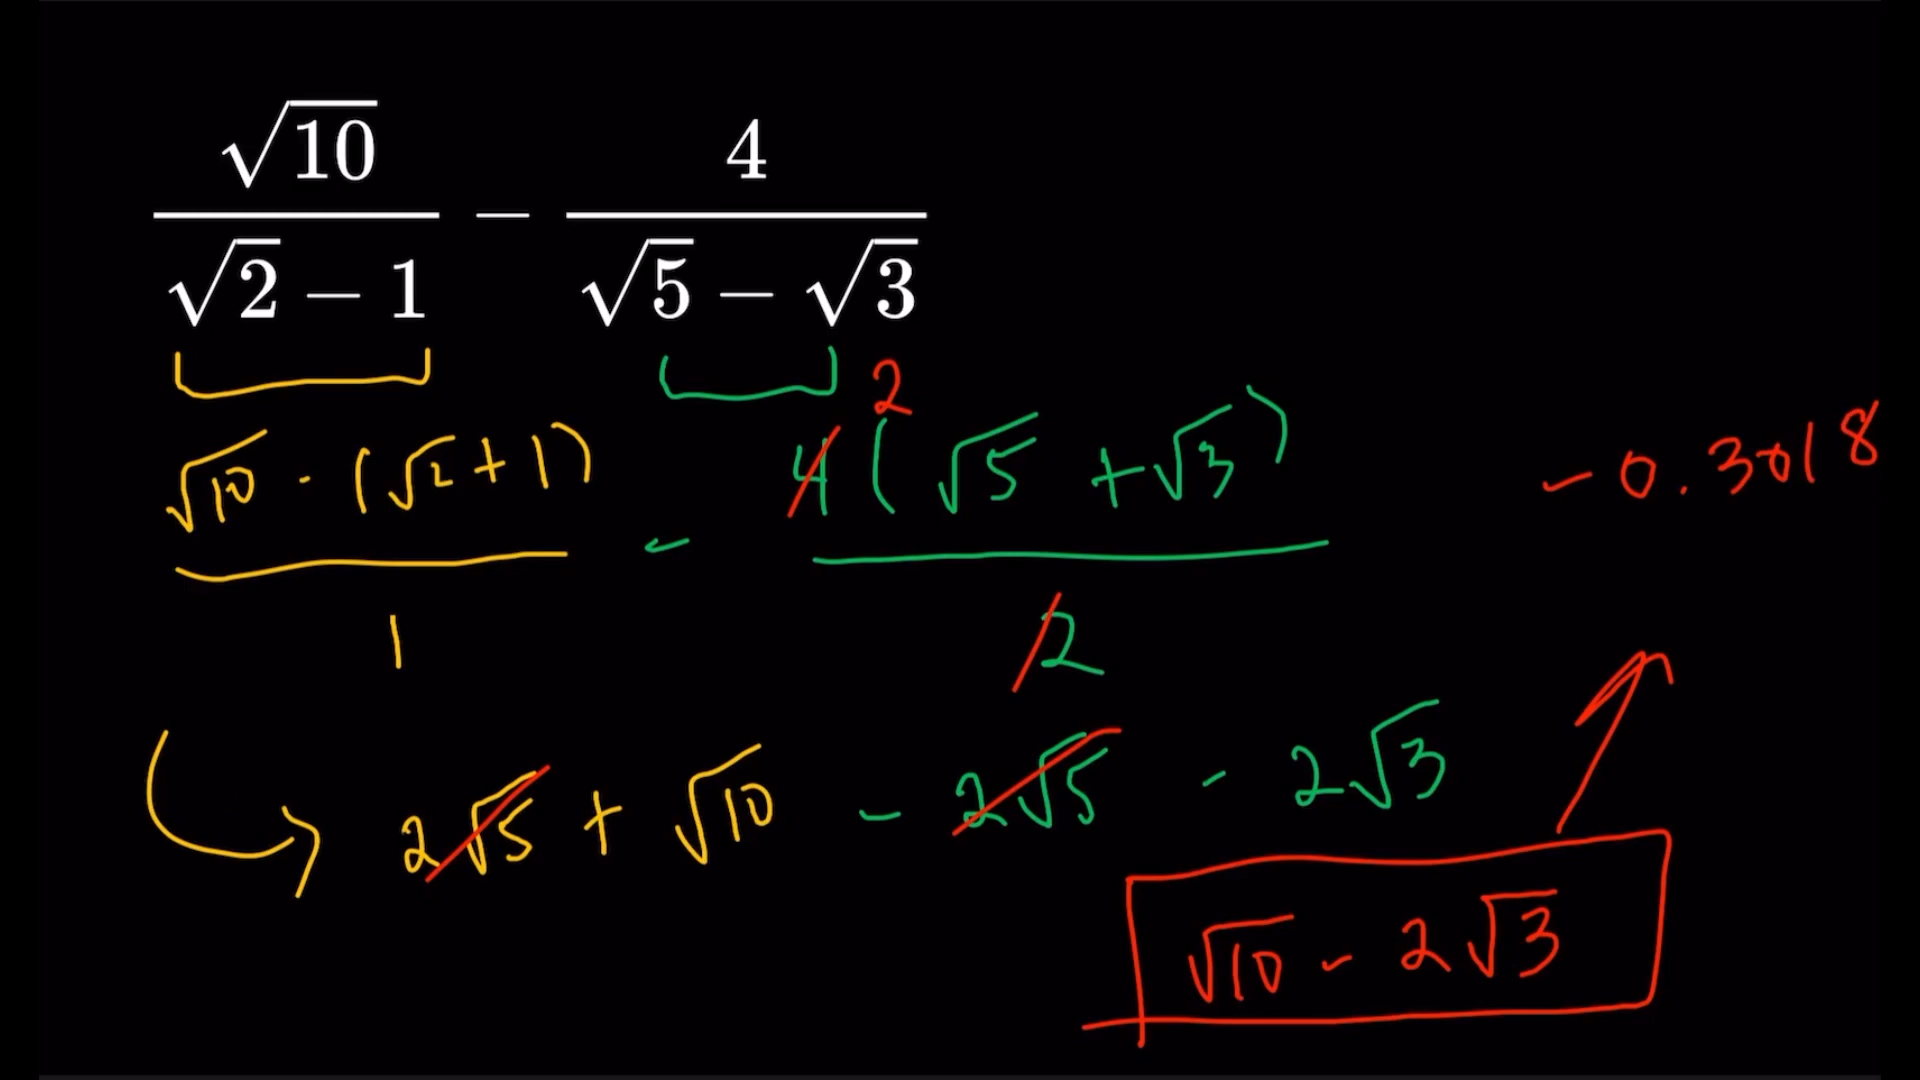 √10 / (√2 − 1) − 4 / (√5 − √3)
√10 · (√2 + 1) / 1 - 4 2 (√5 + √3) / 2
- 0.3018
2√5 + √10 - 2√5 - 2√3
√10 - 2√3